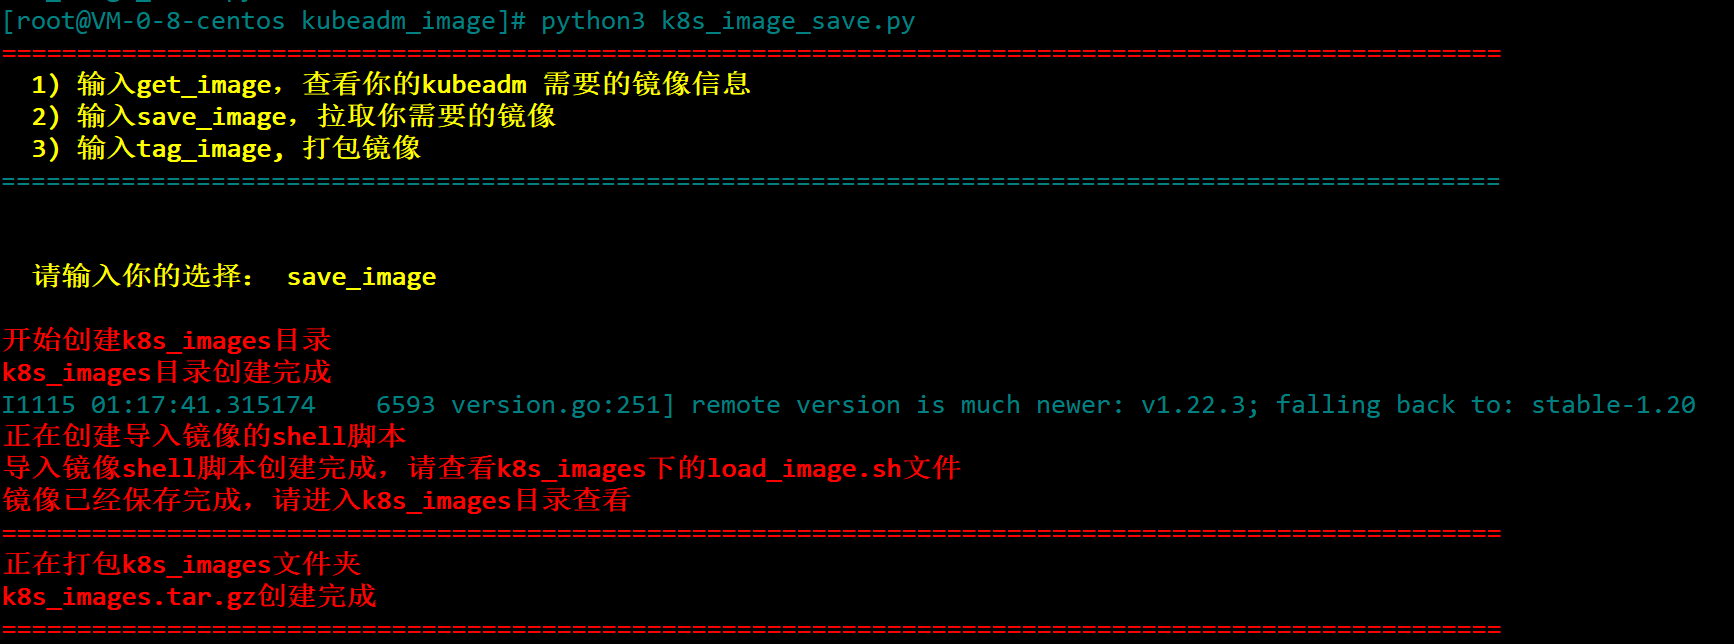 [root@VM-0-8-centos kubeadm_image]# python3 k8s_image_save.py
====================================================================================================
1) 输入get_image，查看你的kubeadm 需要的镜像信息
2) 输入save_image，拉取你需要的镜像
3) 输入tag_image, 打包镜像
====================================================================================================
请输入你的选择： save_image
开始创建k8s_images目录
k8s_images目录创建完成
I1115 01:17:41.315174    6593 version.go:251] remote version is much newer: v1.22.3; falling back to: stable-1.20
正在创建导入镜像的shell脚本
导入镜像shell脚本创建完成，请查看k8s_images下的load_image.sh文件
镜像已经保存完成，请进入k8s_images目录查看
====================================================================================================
正在打包k8s_images文件夹
k8s_images.tar.gz创建完成
====================================================================================================